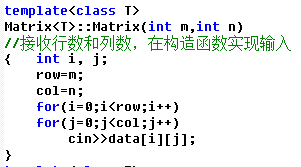 template<class T>
Matrix<T>::Matrix(int m,int n)
//接收行数和列数，在构造函数实现输入
{   int i, j;
    row=m;
    col=n;
    for(i=0;i<row;i++)
    for(j=0;j<col;j++)
        cin>>data[i][j];
}